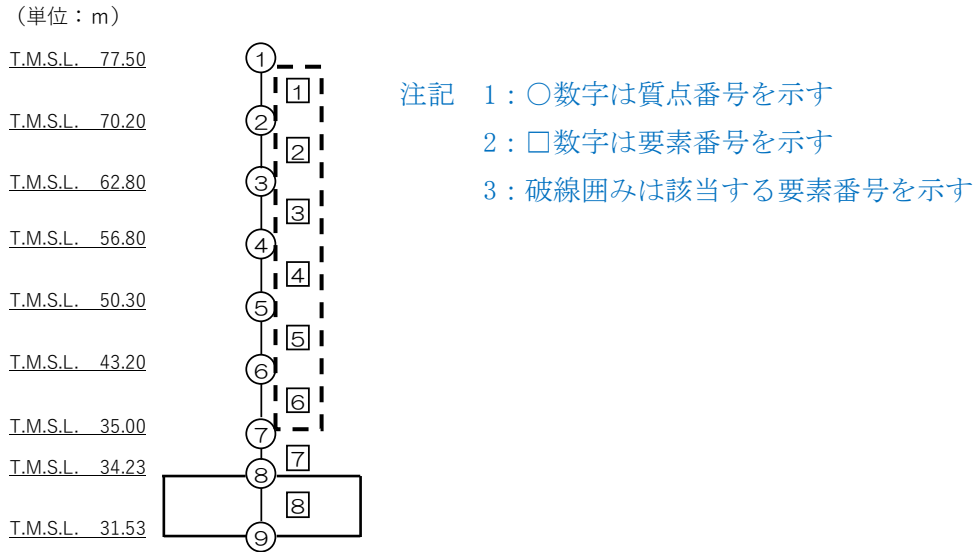 （単位：m）
T.M.S.L. 77.50
①
1
注記 1：○数字は質点番号を示す
T.M.S.L. 70.20
②
2
2：□数字は要素番号を示す
T.M.S.L. 62.80
③
3
3：破線囲みは該当する要素番号を示す
T.M.S.L. 56.80
④
4
T.M.S.L. 50.30
⑤
5
T.M.S.L. 43.20
⑥
6
T.M.S.L. 35.00
⑦
7
T.M.S.L. 34.23
⑧
8
T.M.S.L. 31.53
⑨